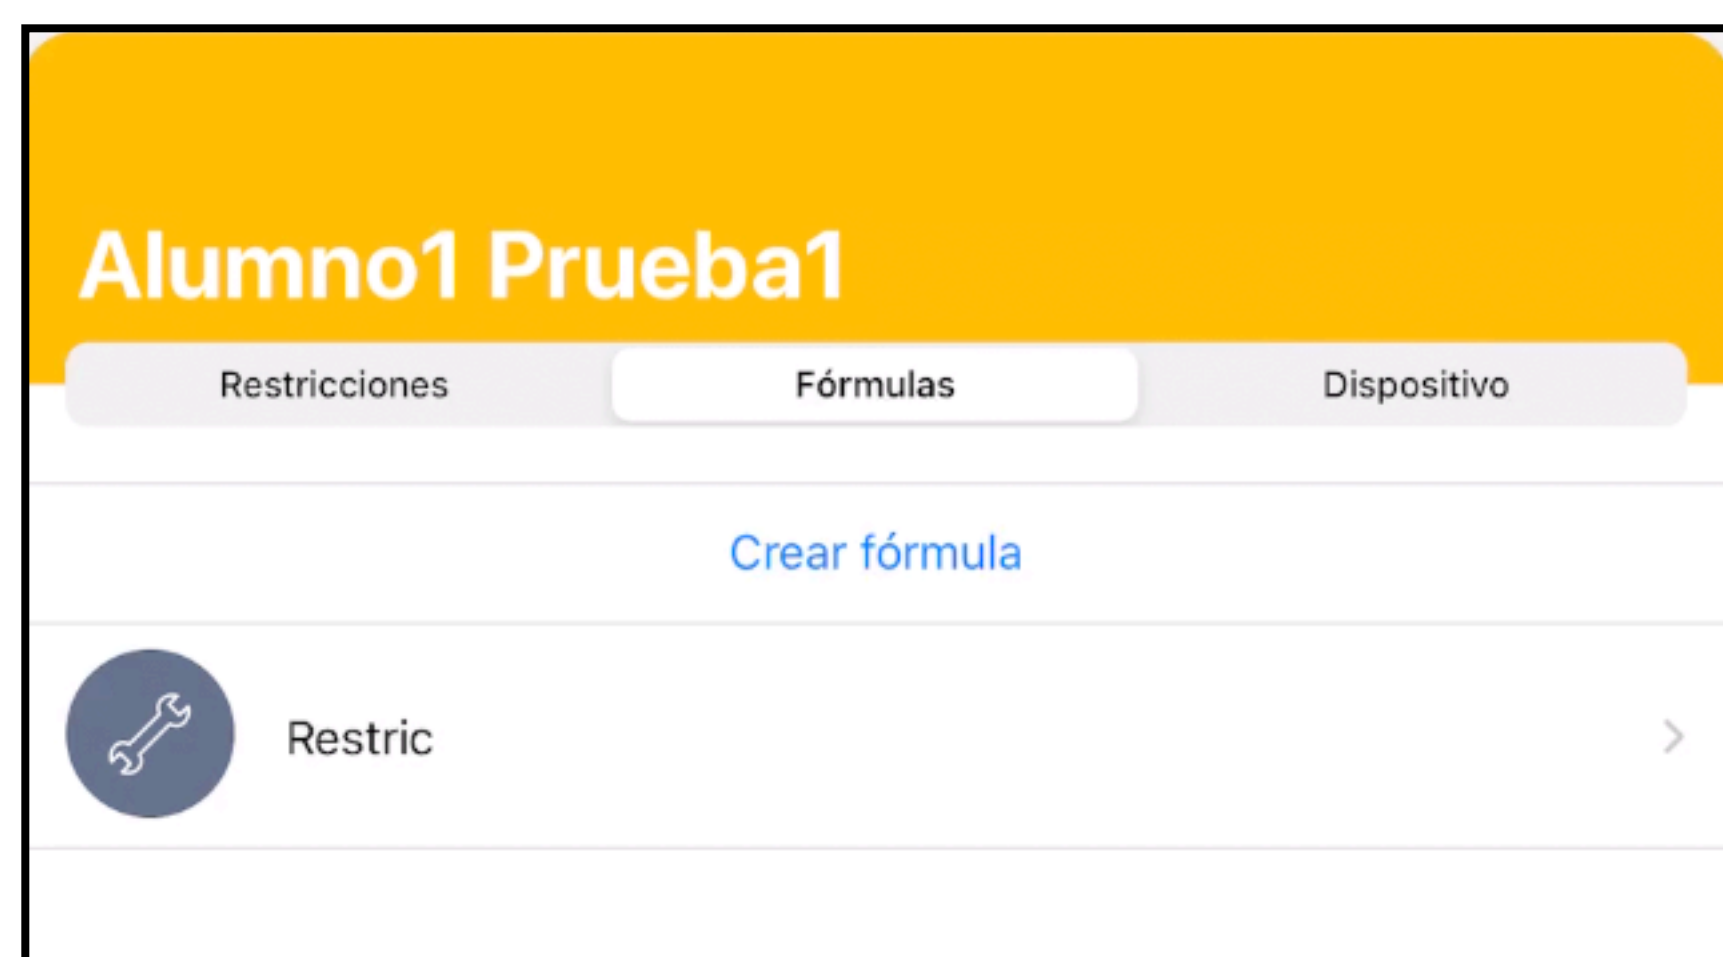 Alumno1 Prueba1
Restricciones Fórmulas Dispositivo
Crear fórmula
Restric